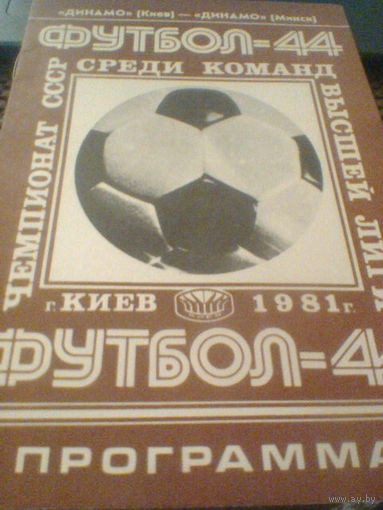 «ДИНАМО» (Киев) — «ДИНАМО» (Минск)
ФУТБОЛ-44
ЧЕМПИОНАТ СССР
СРЕДИ КОМАНД
ВЫСШЕЙ ЛИГИ
г. КИЕВ 1981 г.
ФУТБОЛ-4
ПРОГРАММА
www.ay.by